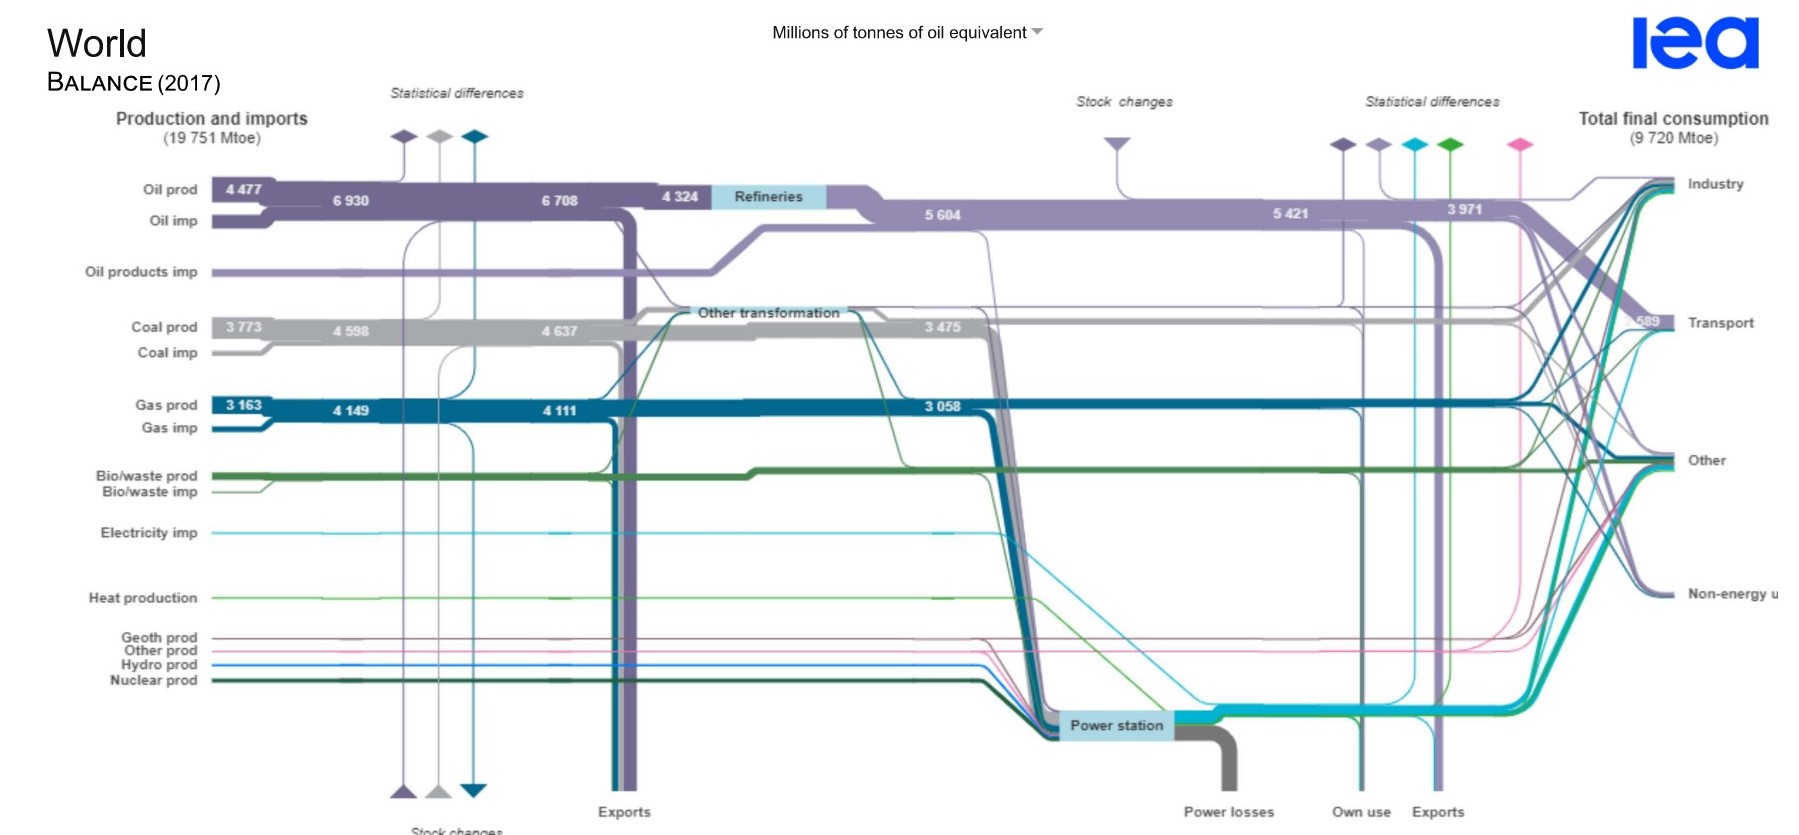 World
BALANCE (2017)
Millions of tonnes of oil equivalent
iea
Statistical differences
Stock changes
Statistical differences
Production and imports
(19 751 Mtoe)
Total final consumption
(9 720 Mtoe)
Oil prod
4 477
6 930
6 708
4 324
Refineries
5 604
5 421
3 971
Industry
Oil imp
Oil products imp
Coal prod
3 773
4 598
4 637
Other transformation
3 475
589
Transport
Coal imp
Gas prod
3 163
4 149
4 111
3 058
Gas imp
Other
Bio/waste prod
Bio/waste imp
Electricity imp
Heat production
Non-energy u
Geoth prod
Other prod
Hydro prod
Nuclear prod
Power station
Exports
Power losses
Own use
Exports
Stock changes